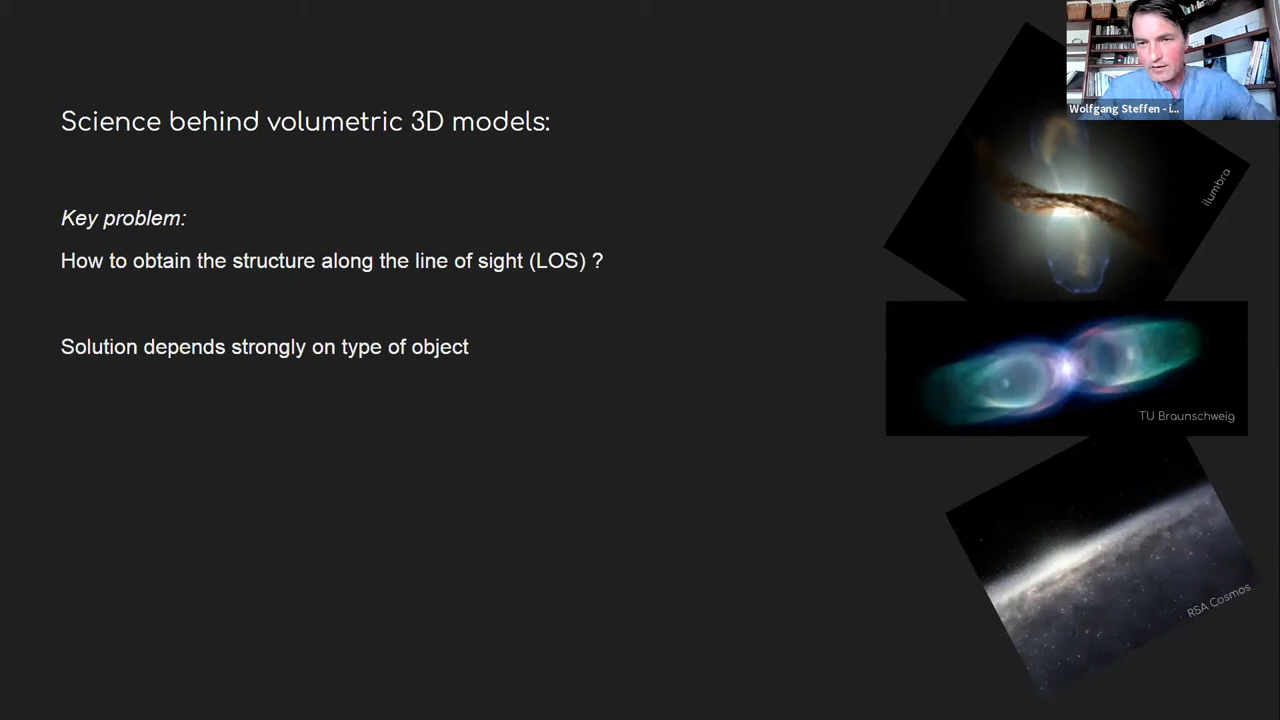 Wolfgang Steffen - i...
Science behind volumetric 3D models:
ilumbra
Key problem:
How to obtain the structure along the line of sight (LOS) ?
Solution depends strongly on type of object
TU Braunschweig
RSA Cosmos